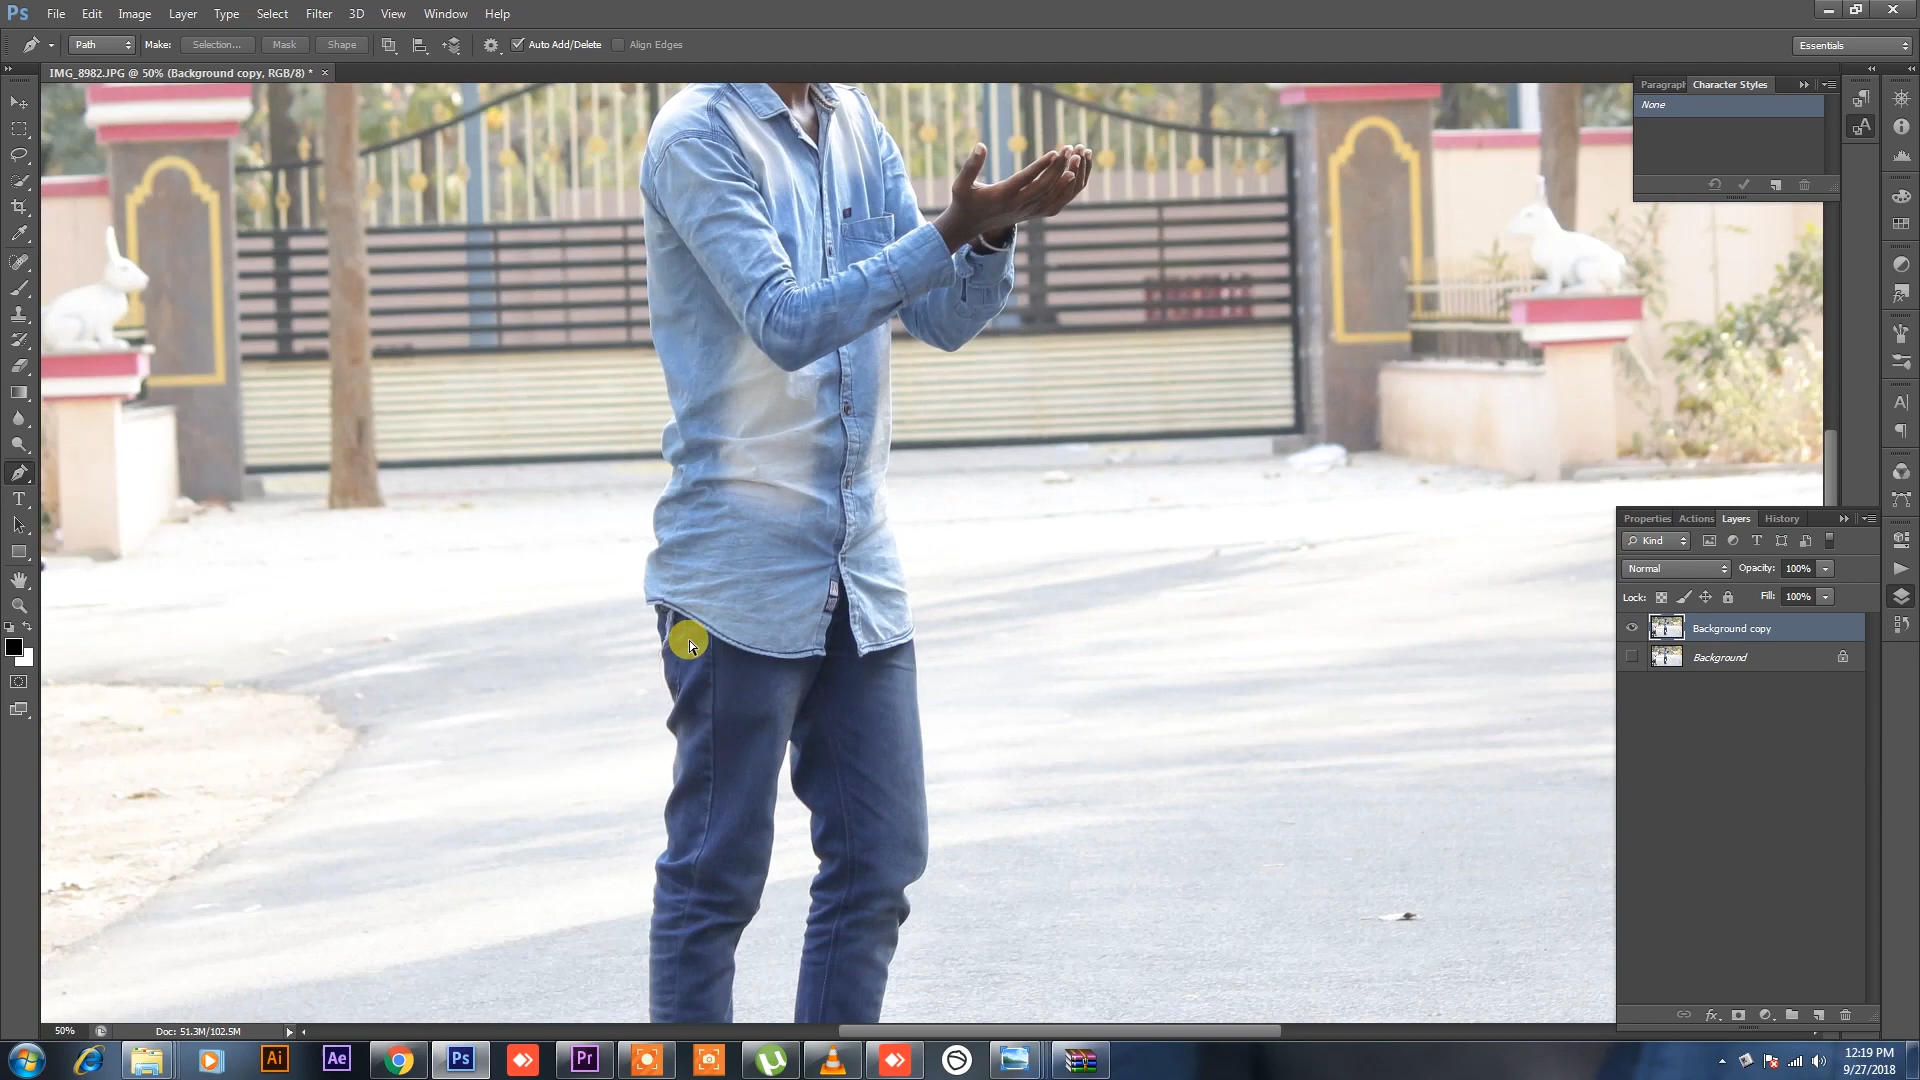 Ps File Edit Image Layer Type Select Filter 3D View Window Help
Path Make: Selection... Mask Shape Auto Add/Delete Align Edges Essentials
IMG_8982.JPG @ 50% (Background copy, RGB/8) * ×
Paragraph Character Styles
None
Properties Actions Layers History
Kind
Normal Opacity: 100%
Lock: Fill: 100%
Background copy
Background
50% Doc: 51.3M/102.5M
Ai Ae Ps Pr
12:19 PM
9/27/2018